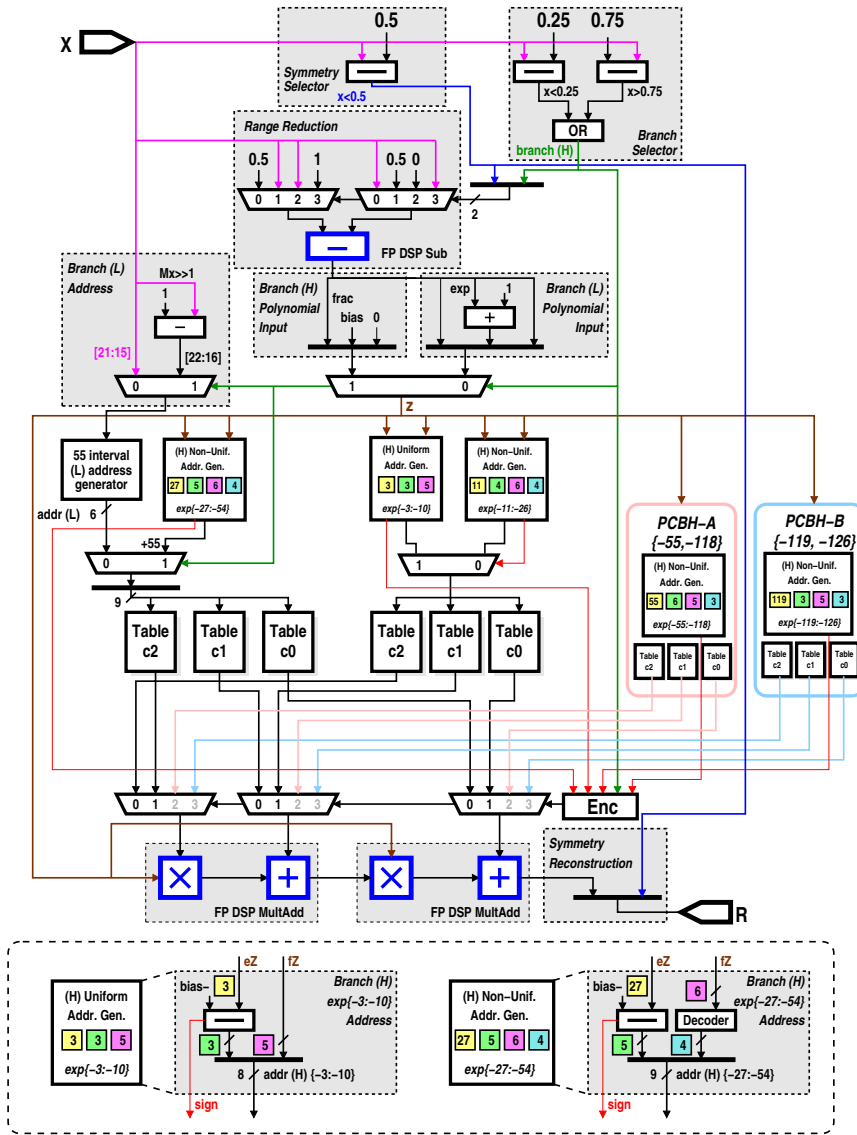 X
0.5
0.25
0.75
Symmetry
Selector
x<0.5
x<0.25
x>0.75
OR
branch (H)
Branch
Selector
Range Reduction
0.5
1
0.5
0
0 1 2 3
0 1 2 3
2
FP DSP Sub
Branch (L)
Address
Mx>>1
1
[21:15]
[22:16]
0 1
Branch (H)
Polynomial
Input
frac
bias
0
exp
1
+
Branch (L)
Polynomial
Input
1 0
z
55 interval
(L) address
generator
(H) Non-Unif.
Addr. Gen.
27 5 6 4
exp{-27:-54}
(H) Uniform
Addr. Gen.
3 3 5
exp{-3:-10}
(H) Non-Unif.
Addr. Gen.
11 4 6 4
exp{-11:-26}
addr (L) 6
+55
0 1
9
1 0
PCBH-A
{-55,-118}
(H) Non-Unif.
Addr. Gen.
55 6 5 3
exp{-55:-118}
Table
c2
Table
c1
Table
c0
PCBH-B
{-119, -126}
(H) Non-Unif.
Addr. Gen.
119 3 5 3
exp{-119:-126}
Table
c2
Table
c1
Table
c0
Table
c2
Table
c1
Table
c0
Table
c2
Table
c1
Table
c0
0 1 2 3
0 1 2 3
0 1 2 3
Enc
Symmetry
Reconstruction
×
+
×
+
FP DSP MultAdd
FP DSP MultAdd
R
(H) Uniform
Addr. Gen.
3 3 5
exp{-3:-10}
eZ
fZ
bias-
3
Branch (H)
exp{-3:-10}
Address
3
5
8
addr (H) {-3:-10}
sign
(H) Non-Unif.
Addr. Gen.
27 5 6 4
exp{-27:-54}
eZ
fZ
bias-
27
6
Branch (H)
exp{-27:-54}
Address
Decoder
5
4
9
addr (H) {-27:-54}
sign